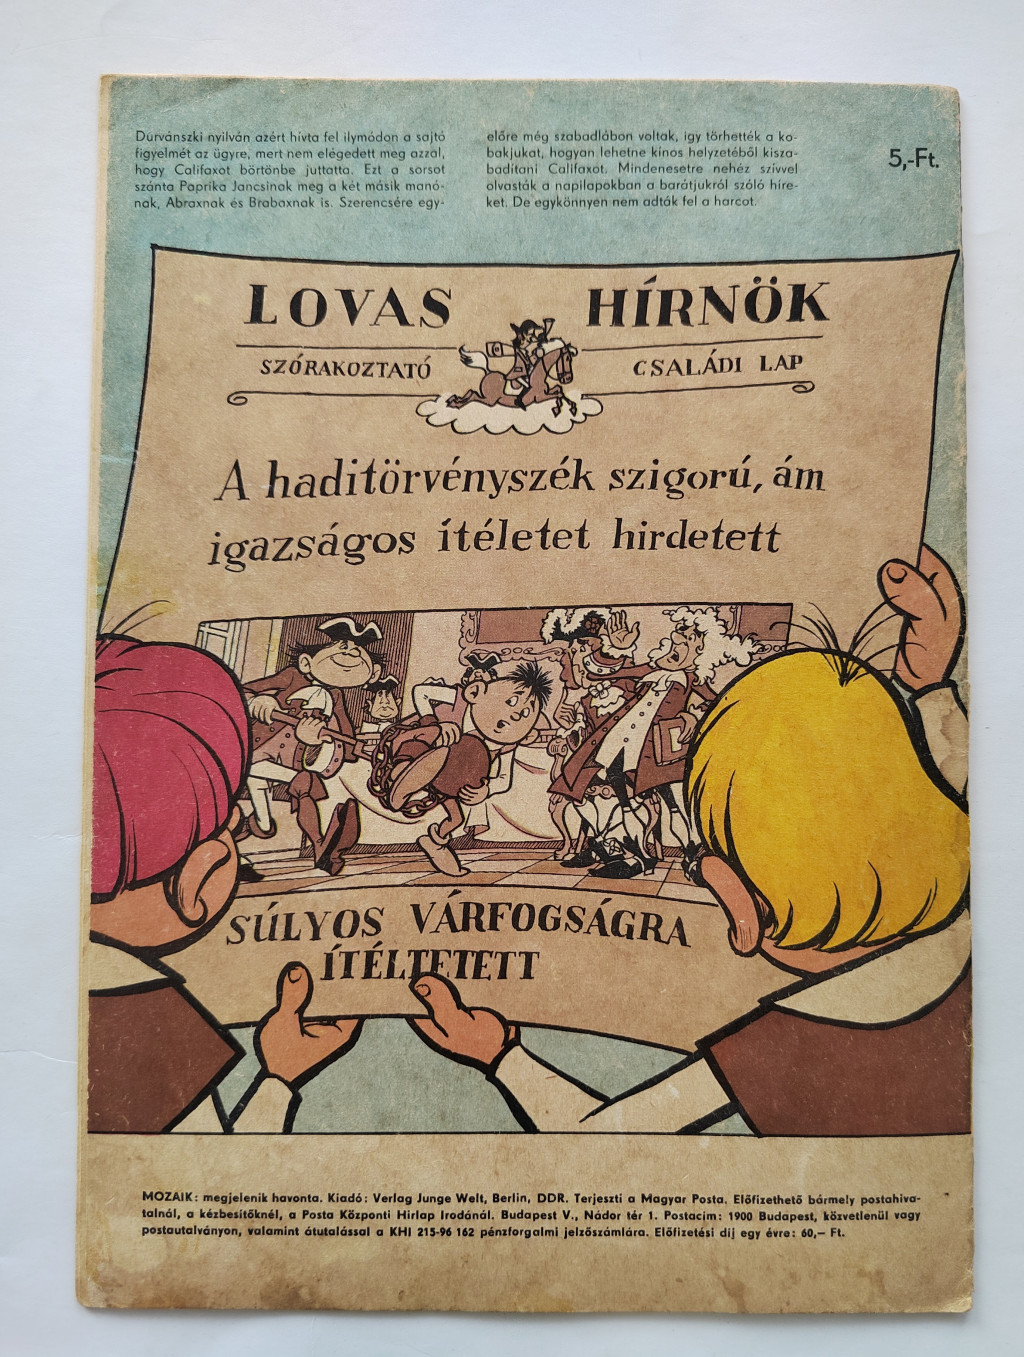 Durvánszki nyilván azért hívta fel ilymódon a sajtó
figyelmét az ügyre, mert nem elégedett meg azzal,
hogy Califaxot börtönbe juttatta. Ezt a sorsot
szánta Paprika Jancsinak meg a két másik manó-
nak, Abraxnak és Brabaxnak is. Szerencsére egy-
előre még szabadlábon voltak, így törhették a ko-
bakjukat, hogyan lehetne kínos helyzetéből kisza-
badítani Califaxot. Mindenesetre nehéz szívvel
olvasták a napilapokban a barátjukról szóló híre-
ket. De egykönnyen nem adták fel a harcot.
5,-Ft.
LOVAS HÍRNÖK
SZÓRAKOZTATÓ CSALÁDI LAP
A haditörvényszék szigorú, ám
igazságos ítéletet hirdetett
SÚLYOS VÁRFOGSÁGRA
ÍTÉLTETETT
MOZAIK: megjelenik havonta. Kiadó: Verlag Junge Welt, Berlin, DDR. Terjeszti a Magyar Posta. Előfizethető bármely postahiva-
talnál, a kézbesítőknél, a Posta Központi Hirlap Irodánál. Budapest V., Nádor tér 1. Postacím: 1900 Budapest, közvetlenül vagy
postautalványon, valamint átutalással a KHI 215-96 162 pénzforgalmi jelzőszámlára. Előfizetési díj egy évre: 60,– Ft.